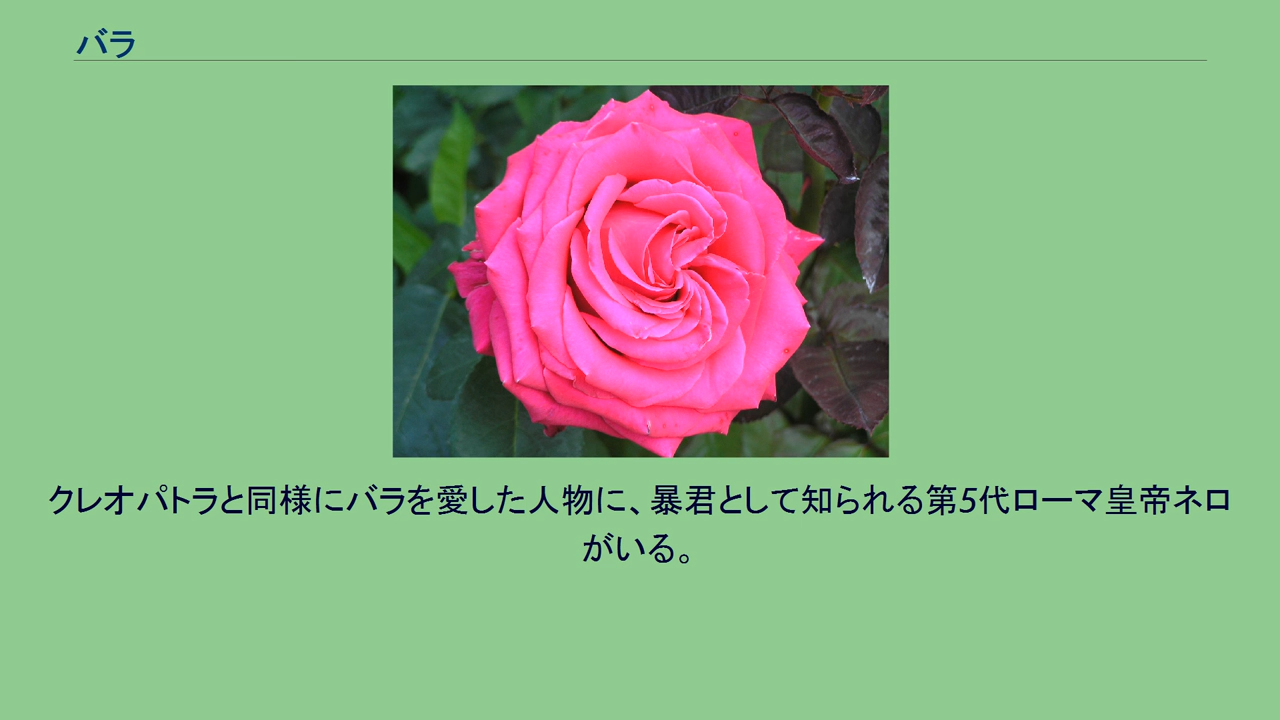 バラ
クレオパトラと同様にバラを愛した人物に、暴君として知られる第5代ローマ皇帝ネロ
がいる。